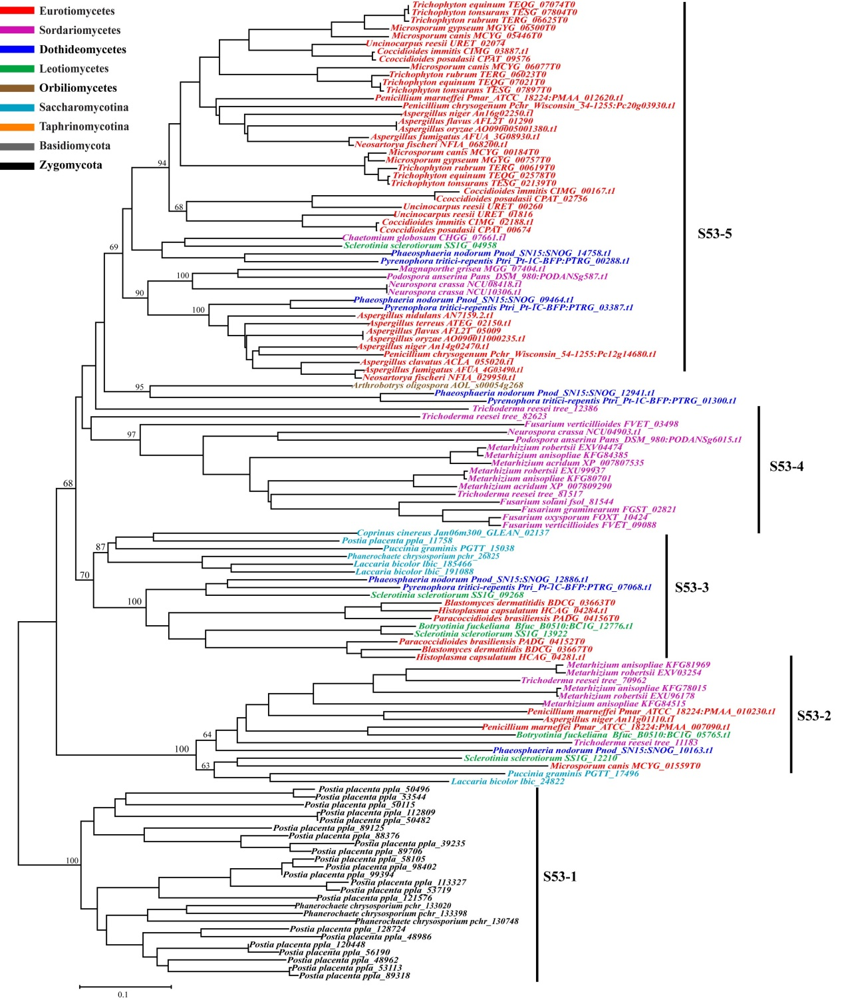 Eurotiomycetes
Sordariomycetes
Dothideomycetes
Leotiomycetes
Orbiliomycetes
Saccharomycotina
Taphrinomycotina
Basidiomycota
Zygomycota
Trichophyton equinum TEQG_07074T0
Trichophyton tonsurans TESG_07804T0
Trichophyton rubrum TERG_06625T0
Microsporum gypseum MGYG_06500T0
Microsporum canis MCYG_05446T0
Uncinocarpus reesii URET_02074
Coccidioides immitis CIMG_03887.t1
Ccoccidioides posadasii CPAT_09576
Microsporum canis MCYG_06077T0
Trichophyton rubrum TERG_06023T0
Trichophyton equinum TEQG_07021T0
Trichophyton tonsurans TESG_07897T0
Penicillium marneffei Pmar_ATCC_18224:PMAA_012620.t1
Penicillium chrysogenum Pchr_Wisconsin_54-1255:Pc20g03930.t1
Aspergillus niger An16g02250.t1
Aspergillus flavus AFL2T_01290
Aspergillus oryzae AO090005001380.t1
Aspergillus fumigatus AFUA_3G08930.t1
Neosartorya fischeri NFIA_068200.t1
Microsporum canis MCYG_00184T0
Microsporum gypseum MGYG_00757T0
Trichophyton rubrum TERG_00619T0
Trichophyton equinum TEQG_02578T0
Trichophyton tonsurans TESG_02139T0
94
Coccidioides immitis CIMG_00167.t1
Ccoccidioides posadasii CPAT_02756
Uncinocarpus reesii URET_00260
68
Uncinocarpus reesii URET_01816
Coccidioides immitis CIMG_02188.t1
Ccoccidioides posadasii CPAT_00674
S53-5
Chaetomium globosum CHGG_07661.t1
Sclerotinia sclerotiorum SS1G_04958
69
Phaeosphaeria nodorum Pnod_SN15:SNOG_14758.t1
Pyrenophora tritici-repentis Ptri_Pt-1C-BFP:PTRG_00288.t1
Magnaporthe grisea MGG_07404.t1
100
Podospora anserina Pans_DSM_980:PODANSg587.t1
Neurospora crassa NCU08418.t1
Neurospora crassa NCU10306.t1
90
Phaeosphaeria nodorum Pnod_SN15:SNOG_09464.t1
100
Pyrenophora tritici-repentis Ptri_Pt-1C-BFP:PTRG_03387.t1
Aspergillus nidulans AN7159.2.t1
Aspergillus terreus ATEG_02150.t1
Aspergillus flavus AFL2T_05009
Aspergillus oryzae AO090011000235.t1
Aspergillus niger An14g02470.t1
Penicillium chrysogenum Pchr_Wisconsin_54-1255:Pc12g14680.t1
Aspergillus clavatus ACLA_055020.t1
Aspergillus fumigatus AFUA_4G03490.t1
Neosartorya fischeri NFIA_029950.t1
95
Arthrobotrys oligospora AOL_s00054g268
Phaeosphaeria nodorum Pnod_SN15:SNOG_12941.t1
Pyrenophora tritici-repentis Ptri_Pt-1C-BFP:PTRG_01300.t1
Trichoderma reesei tree_12386
Trichoderma reesei tree_82623
Fusarium verticillioides FVET_03498
97
Neurospora crassa NCU04903.t1
Podospora anserina Pans_DSM_980:PODANSg6015.t1
Metarhizium robertsii EXV04474
Metarhizium anisopliae KFG84385
Metarhizium acridum XP_007807535
S53-4
Metarhizium robertsii EXU99937
Metarhizium anisopliae KFG80701
68
Metarhizium acridum XP_007809290
Trichoderma reesei tree_81517
Fusarium solani fsol_81544
Fusarium graminearum FGST_02821
Fusarium oxysporum FOXT_10424
Fusarium verticillioides FVET_09088
Coprinus cinereus Jan06m300_GLEAN_02137
Postia placenta ppla_11758
87
Puccinia graminis PGTT_15038
Phanerochaete chrysosporium pchr_26825
Laccaria bicolor lbic_185466
Laccaria bicolor lbic_191088
70
Phaeosphaeria nodorum Pnod_SN15:SNOG_12886.t1
Pyrenophora tritici-repentis Ptri_Pt-1C-BFP:PTRG_07068.t1
S53-3
Sclerotinia sclerotiorum SS1G_09268
100
Blastomyces dermatitidis BDCG_03663T0
Histoplasma capsulatum HCAG_04284.t1
Paracoccidioides brasiliensis PADG_04156T0
Botryotinia fuckeliana Bfuc_B0510:BC1G_12776.t1
Sclerotinia sclerotiorum SS1G_13922
Paracoccidioides brasiliensis PADG_04152T0
Blastomyces dermatitidis BDCG_03667T0
Histoplasma capsulatum HCAG_04281.t1
Metarhizium anisopliae KFG81969
Metarhizium robertsii EXV03254
Trichoderma reesei tree_70962
Metarhizium anisopliae KFG78015
Metarhizium robertsii EXU96178
Metarhizium anisopliae KFG84515
Penicillium marneffei Pmar_ATCC_18224:PMAA_010230.t1
S53-2
Aspergillus niger An11g01110.t1
Penicillium marneffei Pmar_ATCC_18224:PMAA_007090.t1
64
Botryotinia fuckeliana Bfuc_B0510:BC1G_05765.t1
Trichoderma reesei tree_11183
100
Phaeosphaeria nodorum Pnod_SN15:SNOG_10163.t1
Sclerotinia sclerotiorum SS1G_12210
63
Microsporum canis MCYG_01559T0
Puccinia graminis PGTT_17496
Laccaria bicolor lbic_24822
Postia placenta ppla_50496
Postia placenta ppla_53544
Postia placenta ppla_50115
Postia placenta ppla_112809
Postia placenta ppla_50482
Postia placenta ppla_89125
Postia placenta ppla_88376
Postia placenta ppla_39235
Postia placenta ppla_89706
100
Postia placenta ppla_58105
Postia placenta ppla_98402
Postia placenta ppla_99394
S53-1
Postia placenta ppla_113327
Postia placenta ppla_53719
Postia placenta ppla_121576
Phanerochaete chrysosporium pchr_133020
Phanerochaete chrysosporium pchr_133398
Phanerochaete chrysosporium pchr_130748
Postia placenta ppla_128724
Postia placenta ppla_48986
Postia placenta ppla_120448
Postia placenta ppla_56190
Postia placenta ppla_48962
Postia placenta ppla_53113
Postia placenta ppla_89318
0.1